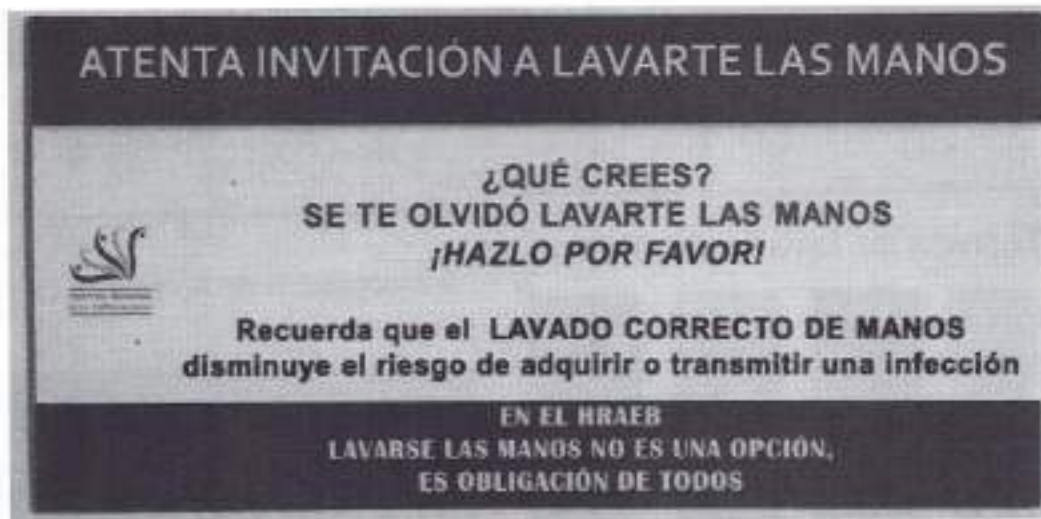 ATENTA INVITACIÓN A LAVARTE LAS MANOS
¿QUÉ CREES?
SE TE OLVIDÓ LAVARTE LAS MANOS
¡HAZLO POR FAVOR!
Recuerda que el LAVADO CORRECTO DE MANOS
disminuye el riesgo de adquirir o transmitir una infección
EN EL HRAEB
LAVARSE LAS MANOS NO ES UNA OPCIÓN,
ES OBLIGACIÓN DE TODOS